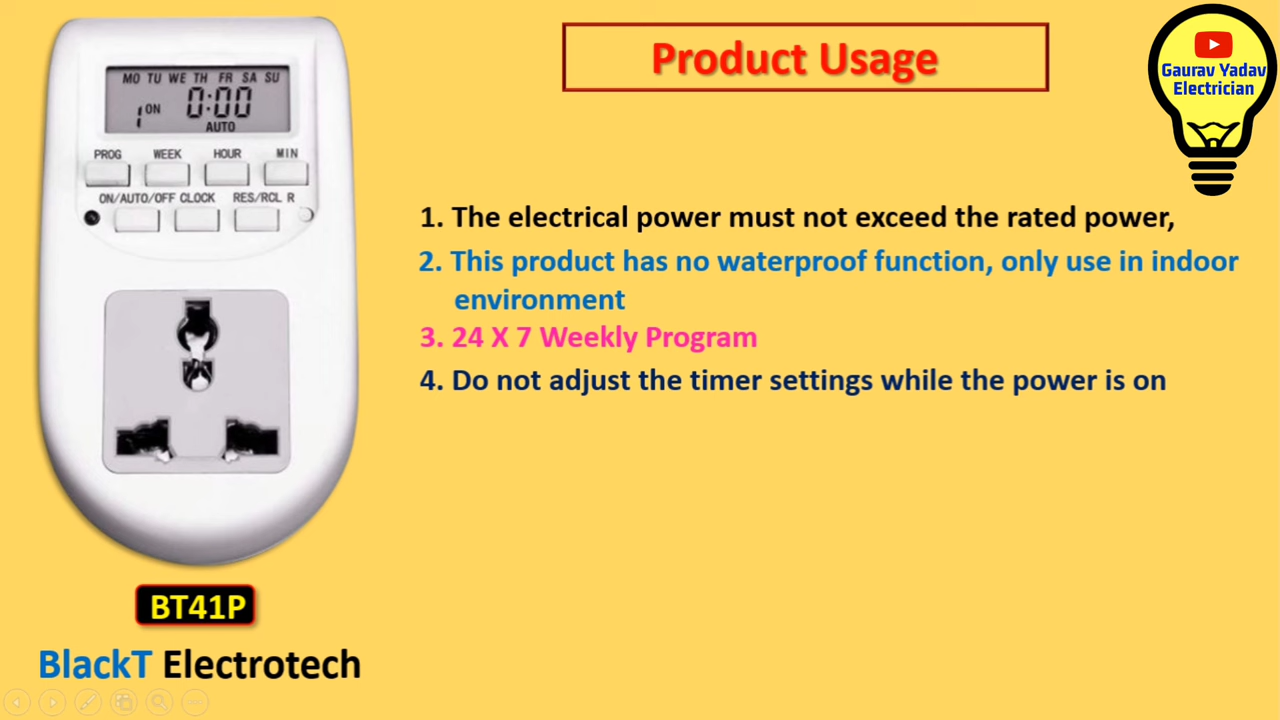 Product Usage
Gaurav Yadav
Electrician
MO TU WE TH FR SA SU
1 ON 0:00
AUTO
PROG WEEK HOUR MIN
ON/AUTO/OFF CLOCK RES/RCL R
1. The electrical power must not exceed the rated power,
2. This product has no waterproof function, only use in indoor
environment
3. 24 X 7 Weekly Program
4. Do not adjust the timer settings while the power is on
BT41P
BlackT Electrotech